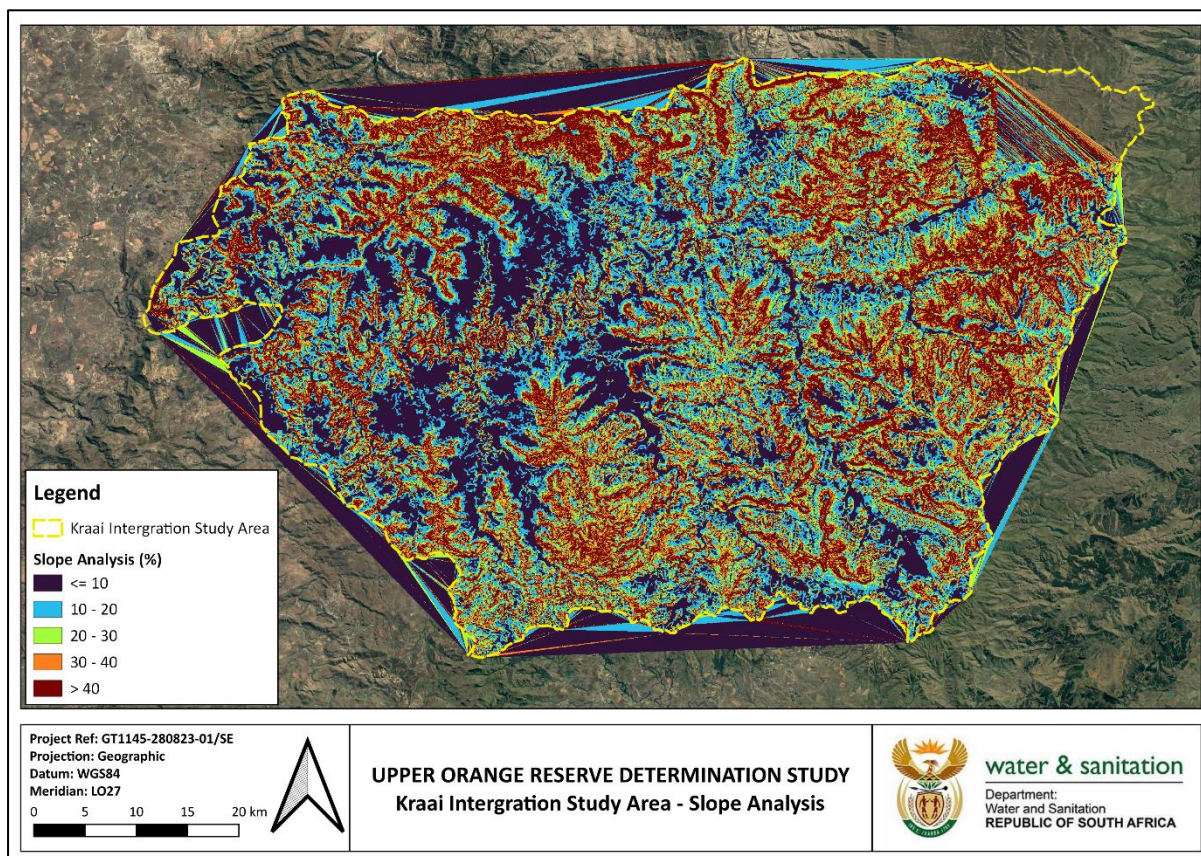 Legend
Kraai Intergration Study Area
Slope Analysis (%)
<= 10
10 - 20
20 - 30
30 - 40
> 40
Project Ref: GT1145-280823-01/SE
Projection: Geographic
Datum: WGS84
Meridian: LO27
0 5 10 15 20 km
UPPER ORANGE RESERVE DETERMINATION STUDY
Kraai Intergration Study Area - Slope Analysis
water & sanitation
Department:
Water and Sanitation
REPUBLIC OF SOUTH AFRICA